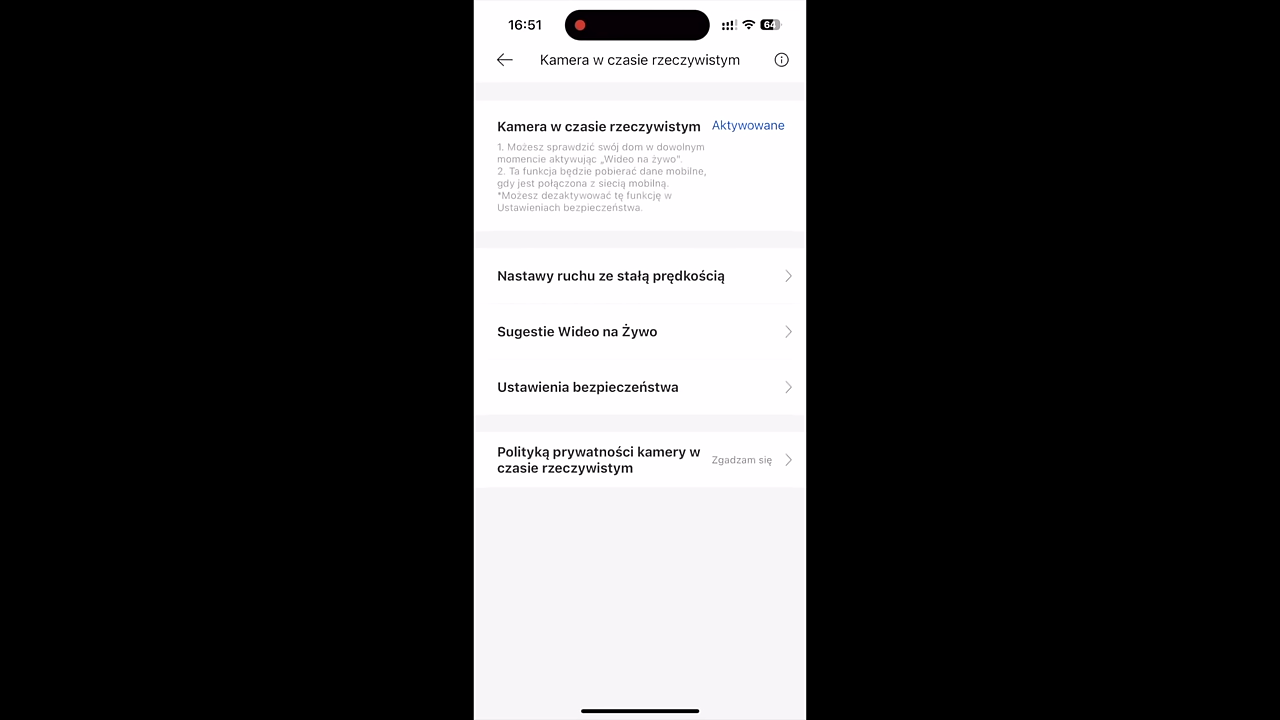 16:51
64
Kamera w czasie rzeczywistym
Kamera w czasie rzeczywistym
Aktywowane
1. Możesz sprawdzić swój dom w dowolnym
momencie aktywując „Wideo na żywo".
2. Ta funkcja będzie pobierać dane mobilne,
gdy jest połączona z siecią mobilną.
*Możesz dezaktywować tę funkcję w
Ustawieniach bezpieczeństwa.
Nastawy ruchu ze stałą prędkością
Sugestie Wideo na Żywo
Ustawienia bezpieczeństwa
Polityką prywatności kamery w
czasie rzeczywistym
Zgadzam się